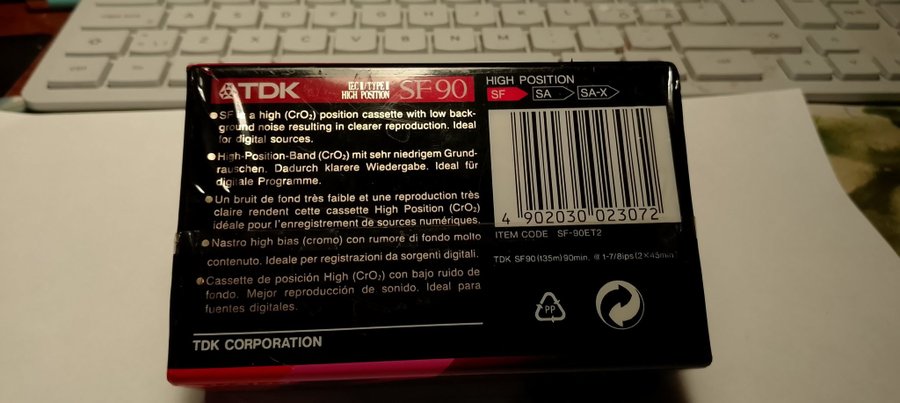 TDK
IEC II/TYPE II
HIGH POSITION
SF 90
● SF is a high (CrO₂) position cassette with low back-
ground noise resulting in clearer reproduction. Ideal
for digital sources.
● High-Position-Band (CrO₂) mit sehr niedrigem Grund-
rauschen. Dadurch klarere Wiedergabe. Ideal für
digitale Programme.
● Un bruit de fond très faible et une reproduction très
claire rendent cette cassette High Position (CrO₂)
idéale pour l'enregistrement de sources numériques.
● Nastro high bias (cromo) con rumore di fondo molto
contenuto. Ideale per registrazioni da sorgenti digitali.
● Cassette de posición High (CrO₂) con bajo ruido de
fondo. Mejor reproducción de sonido. Ideal para
fuentes digitales.
TDK CORPORATION
HIGH POSITION
SF SA SA-X
4 902030 023072
ITEM CODE SF-90ET2
TDK SF90 (135m) 90min. @ 1-7/8ips (2×45min)
PP